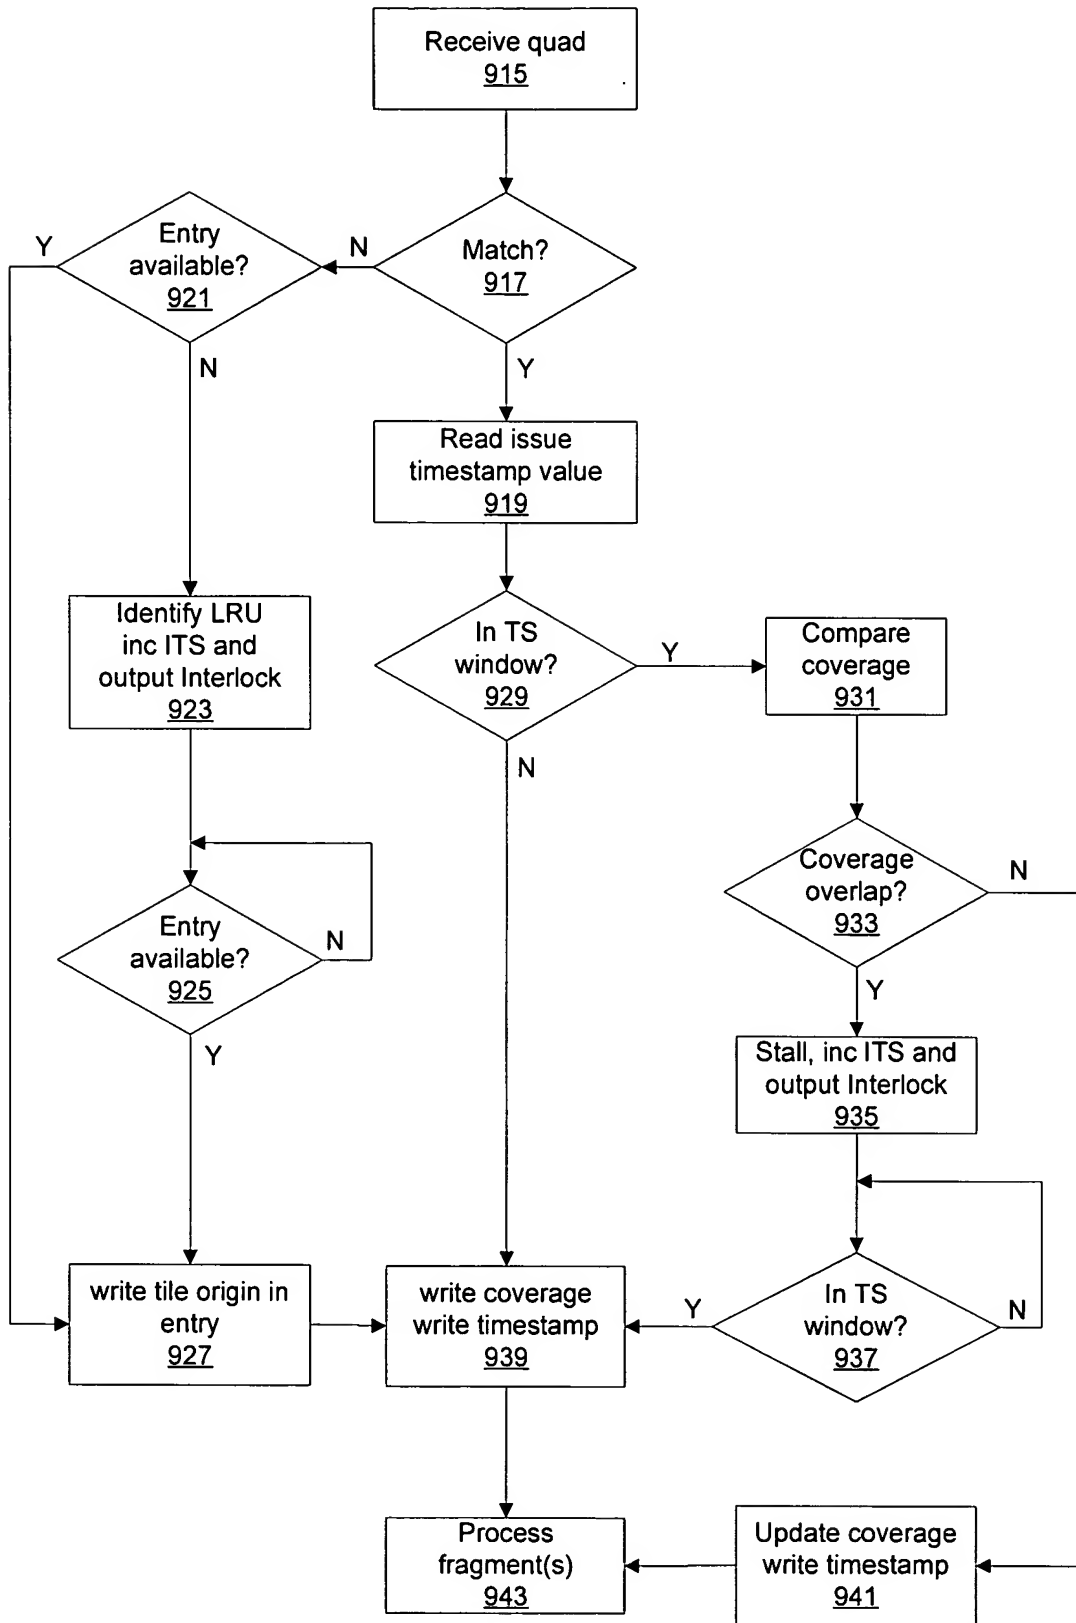 Receive quad
915
Entry
available?
921
Y
N
Match?
917
N
Y
Read issue
timestamp value
919
Identify LRU
inc ITS and
output Interlock
923
In TS
window?
929
Y
N
Compare
coverage
931
Coverage
overlap?
933
N
Y
Entry
available?
925
N
Y
Stall, inc ITS and
output Interlock
935
write tile origin in
entry
927
write coverage
write timestamp
939
Y
In TS
window?
937
N
Process
fragment(s)
943
Update coverage
write timestamp
941